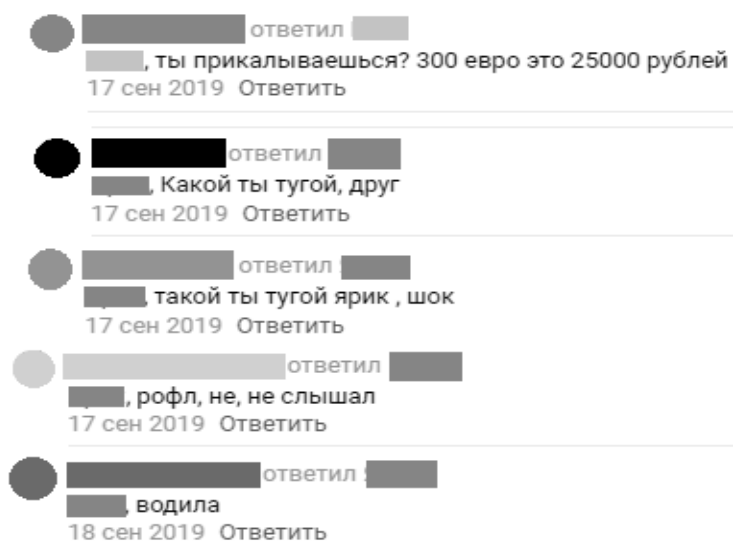 ответил
, ты прикалываешься? 300 евро это 25000 рублей
17 сен 2019 Ответить
ответил
, Какой ты тугой, друг
17 сен 2019 Ответить
ответил
, такой ты тугой ярик , шок
17 сен 2019 Ответить
ответил
, рофл, не, не слышал
17 сен 2019 Ответить
ответил
, водила
18 сен 2019 Ответить